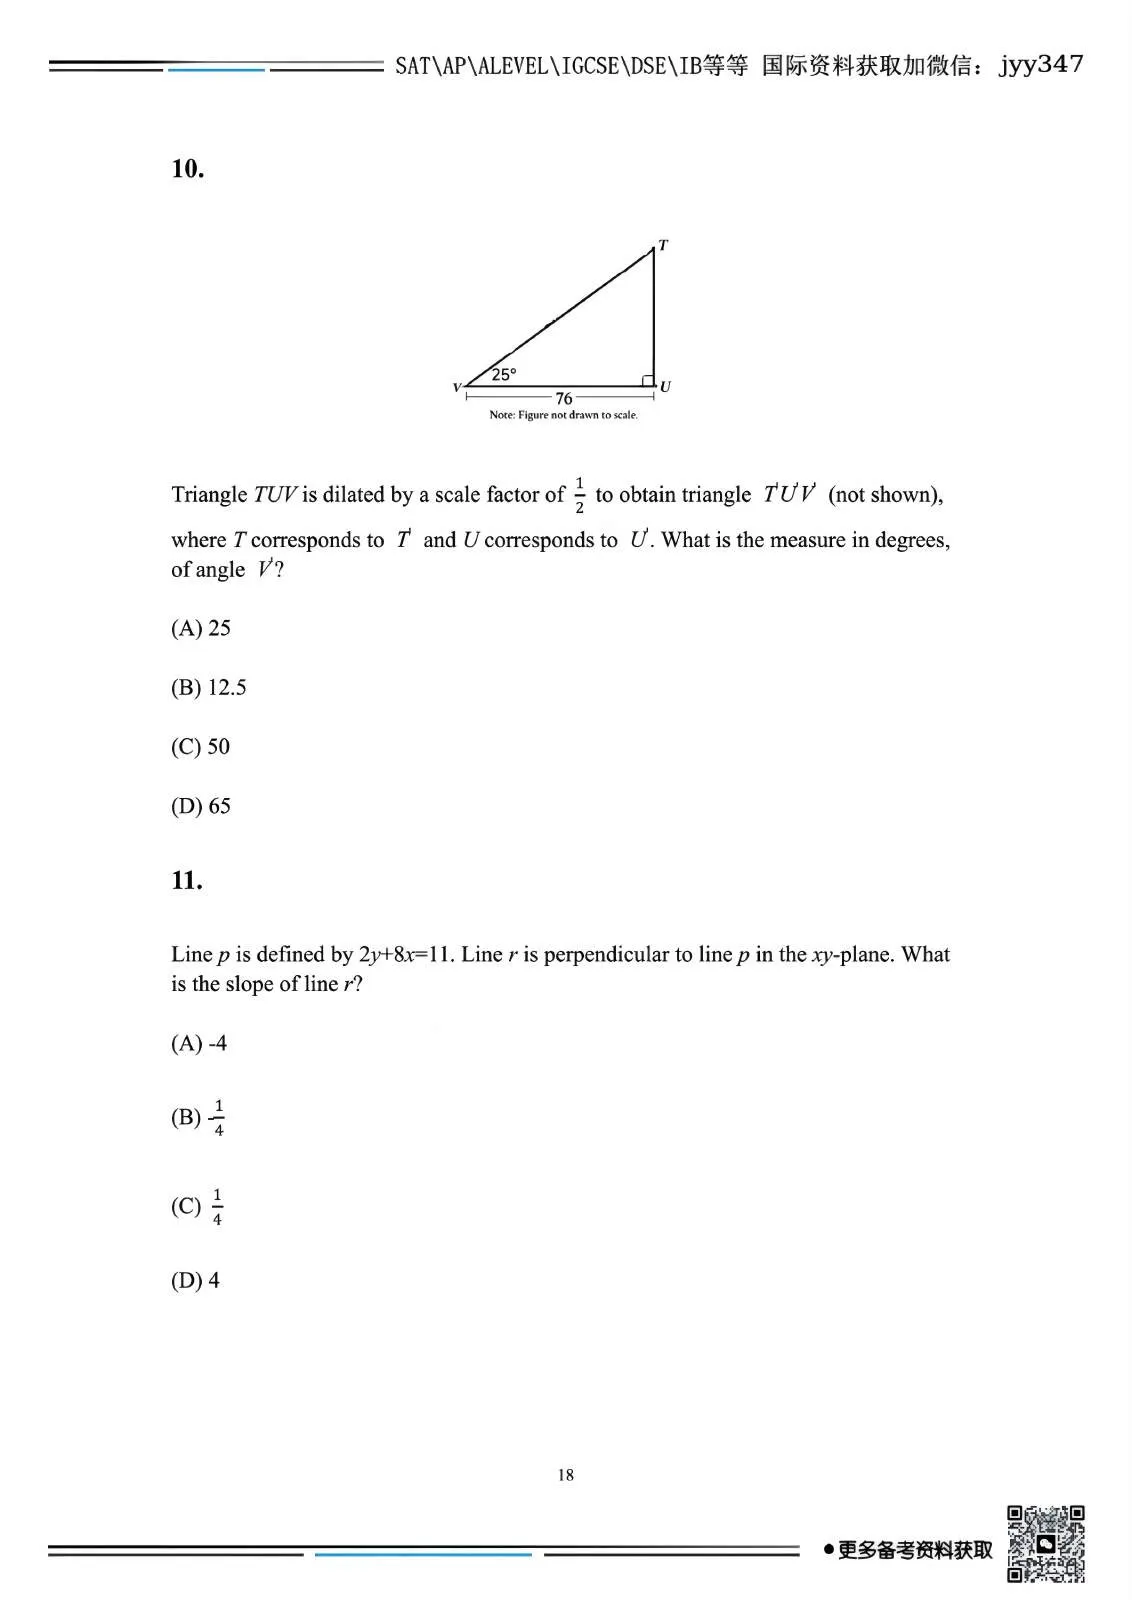 SAT\AP\ALEVEL\IGCSE\DSE\IB等等 国际资料获取加微信：jyy347
10.
T
25°
V
U
76
Note: Figure not drawn to scale.
Triangle TUV is dilated by a scale factor of 1/2 to obtain triangle T'U'V' (not shown),
where T corresponds to T' and U corresponds to U'. What is the measure in degrees,
of angle V'?
(A) 25
(B) 12.5
(C) 50
(D) 65
11.
Line p is defined by 2y+8x=11. Line r is perpendicular to line p in the xy-plane. What
is the slope of line r?
(A) -4
(B) -1/4
(C) 1/4
(D) 4
18
●更多备考资料获取